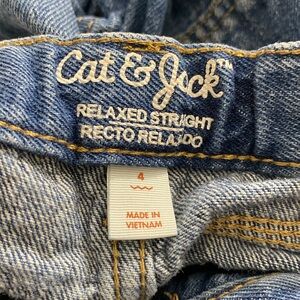 Cat & Jack™
RELAXED STRAIGHT
RECTO RELAJADO
4
MADE IN
VIETNAM